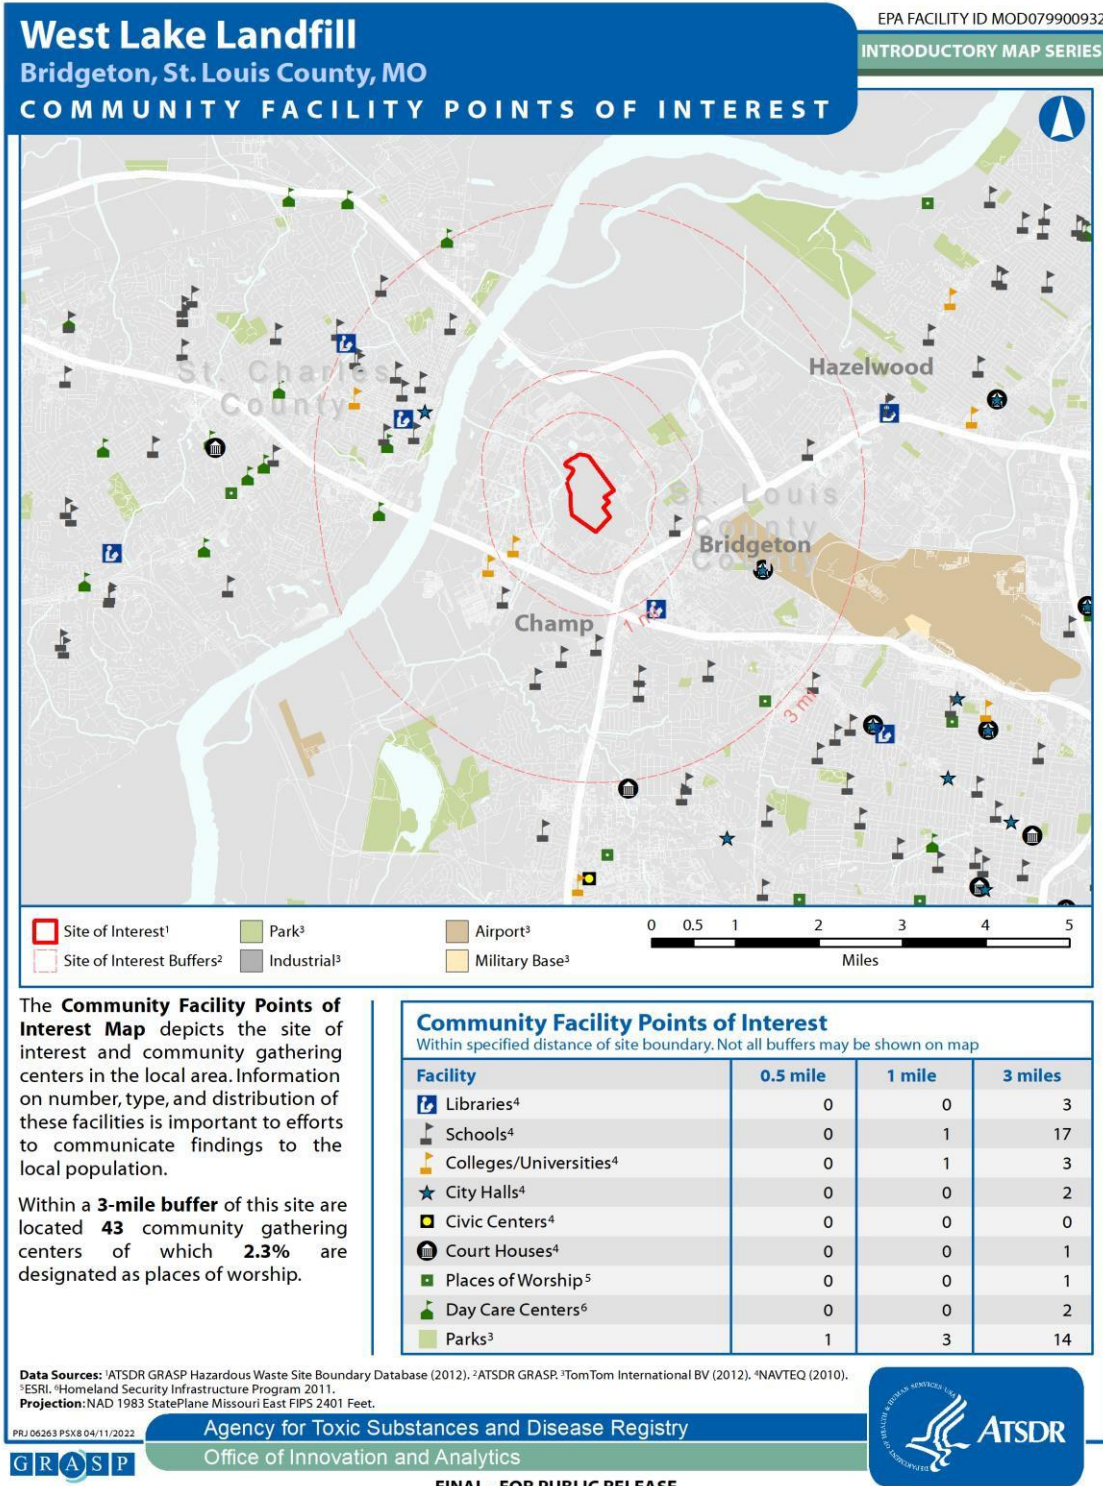 West Lake Landfill
Bridgeton, St. Louis County, MO
COMMUNITY FACILITY POINTS OF INTEREST
EPA FACILITY ID MOD079900932
INTRODUCTORY MAP SERIES
Hazelwood
St. Charles
County
St. Louis
County
Bridgeton
County
Champ
1 mi
3 mi
Site of Interest¹
Site of Interest Buffers²
Park³
Industrial³
Airport³
Military Base³
0 0.5 1 2 3 4 5
Miles
The Community Facility Points of
Interest Map depicts the site of
interest and community gathering
centers in the local area. Information
on number, type, and distribution of
these facilities is important to efforts
to communicate findings to the
local population.
Within a 3-mile buffer of this site are
located 43 community gathering
centers of which 2.3% are
designated as places of worship.
Community Facility Points of Interest
Within specified distance of site boundary. Not all buffers may be shown on map
Facility 0.5 mile 1 mile 3 miles
Libraries⁴ 0 0 3
Schools⁴ 0 1 17
Colleges/Universities⁴ 0 1 3
City Halls⁴ 0 0 2
Civic Centers⁴ 0 0 0
Court Houses⁴ 0 0 1
Places of Worship⁵ 0 0 1
Day Care Centers⁶ 0 0 2
Parks³ 1 3 14
Data Sources: ¹ATSDR GRASP Hazardous Waste Site Boundary Database (2012). ²ATSDR GRASP. ³TomTom International BV (2012). ⁴NAVTEQ (2010).
⁵ESRI. ⁶Homeland Security Infrastructure Program 2011.
Projection: NAD 1983 StatePlane Missouri East FIPS 2401 Feet.
PRJ 06263 PSX8 04/11/2022
Agency for Toxic Substances and Disease Registry
Office of Innovation and Analytics
GRASP
ATSDR
FINAL - FOR PUBLIC RELEASE